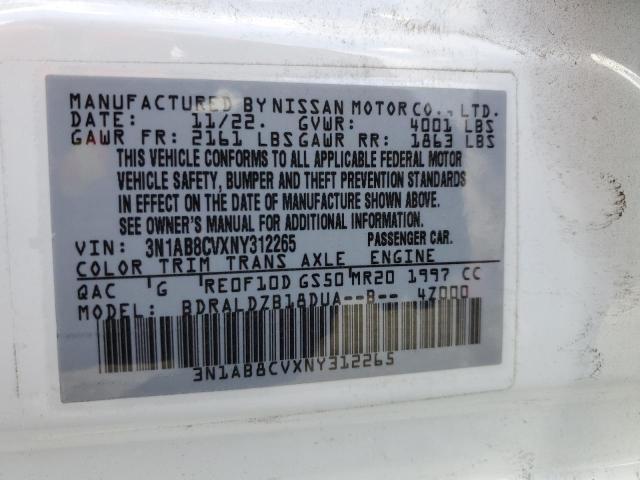 MANUFACTURED BY NISSAN MOTOR CO., LTD.
DATE: 11/22. GVWR: 4001 LBS
GAWR FR: 2161 LBS GAWR RR: 1863 LBS
THIS VEHICLE CONFORMS TO ALL APPLICABLE FEDERAL MOTOR
VEHICLE SAFETY, BUMPER AND THEFT PREVENTION STANDARDS
IN EFFECT ON THE DATE OF MANUFACTURE SHOWN ABOVE.
SEE OWNER'S MANUAL FOR ADDITIONAL INFORMATION.
VIN: 3N1AB8CVXNY312265 PASSENGER CAR.
COLOR TRIM TRANS AXLE ENGINE
QAC G RE0F10D GS50 MR20 1997 CC
MODEL: BDRALDZB18DUA--B-- 4Z000
3N1AB8CVXNY312265